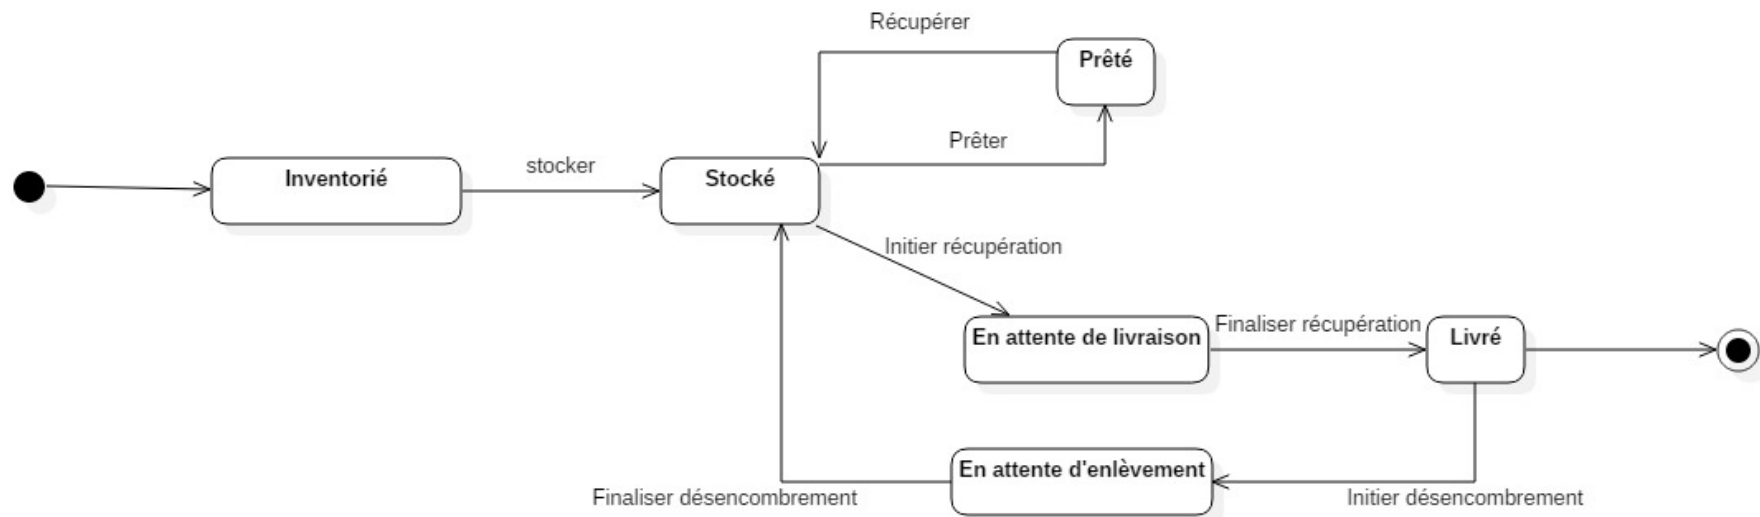 Récupérer
Prêté
Prêter
Inventorié
stocker
Stocké
Initier récupération
En attente de livraison
Finaliser récupération
Livré
En attente d'enlèvement
Finaliser désencombrement
Initier désencombrement